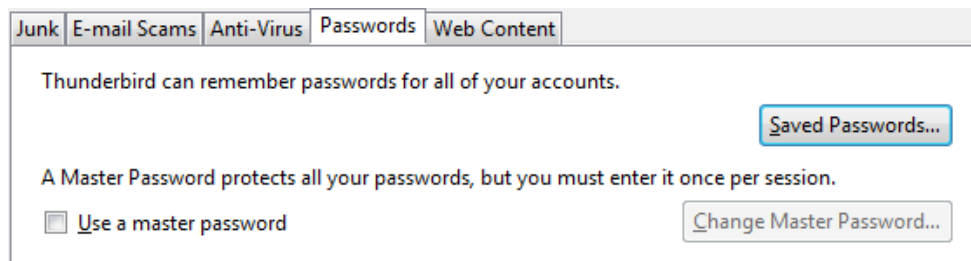 Junk E-mail Scams Anti-Virus Passwords Web Content
Thunderbird can remember passwords for all of your accounts.
Saved Passwords...
A Master Password protects all your passwords, but you must enter it once per session.
Use a master password Change Master Password...